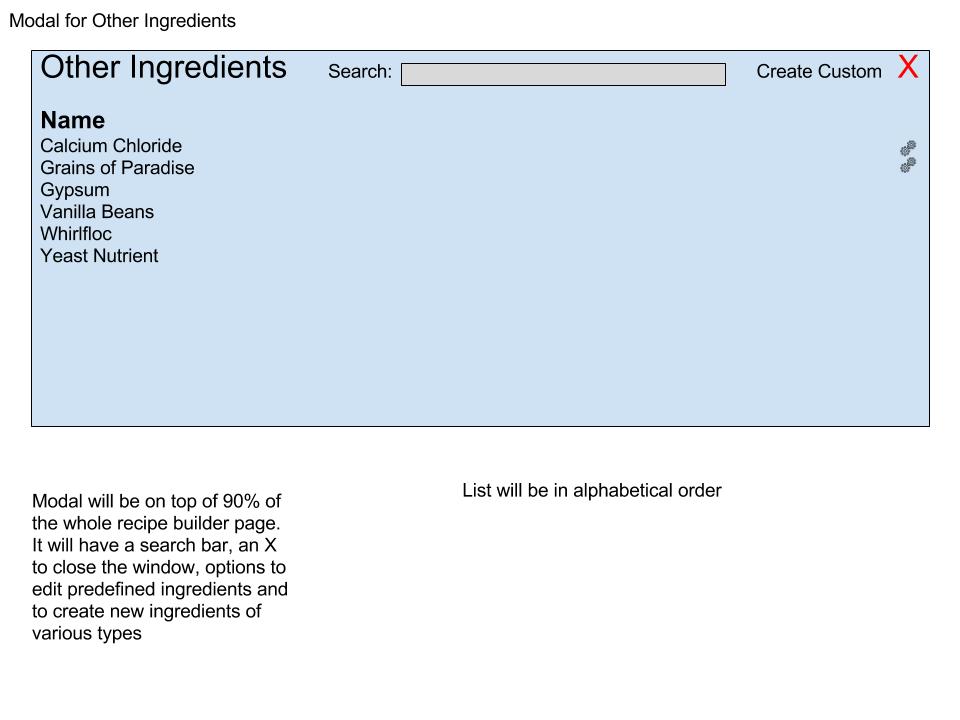 Modal for Other Ingredients
Other Ingredients
Search:
Create Custom
X
Name
Calcium Chloride
Grains of Paradise
Gypsum
Vanilla Beans
Whirlfloc
Yeast Nutrient
Modal will be on top of 90% of
the whole recipe builder page.
It will have a search bar, an X
to close the window, options to
edit predefined ingredients and
to create new ingredients of
various types
List will be in alphabetical order